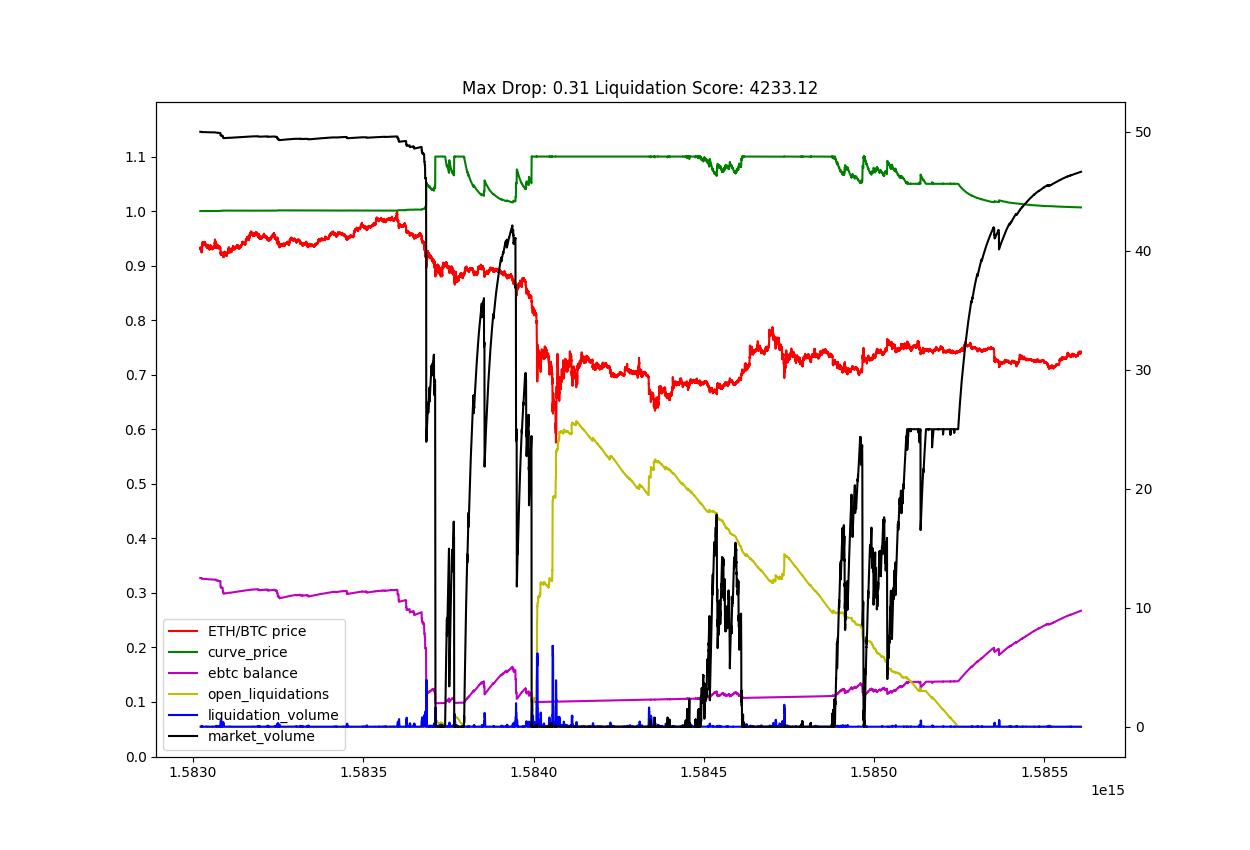 Max Drop: 0.31 Liquidation Score: 4233.12
1.1
1.0
0.9
0.8
0.7
0.6
0.5
0.4
0.3
0.2
0.1
0.0
50
40
30
20
10
0
ETH/BTC price
curve_price
ebtc balance
open_liquidations
liquidation_volume
market_volume
1.5830 1.5835 1.5840 1.5845 1.5850 1.5855
1e15